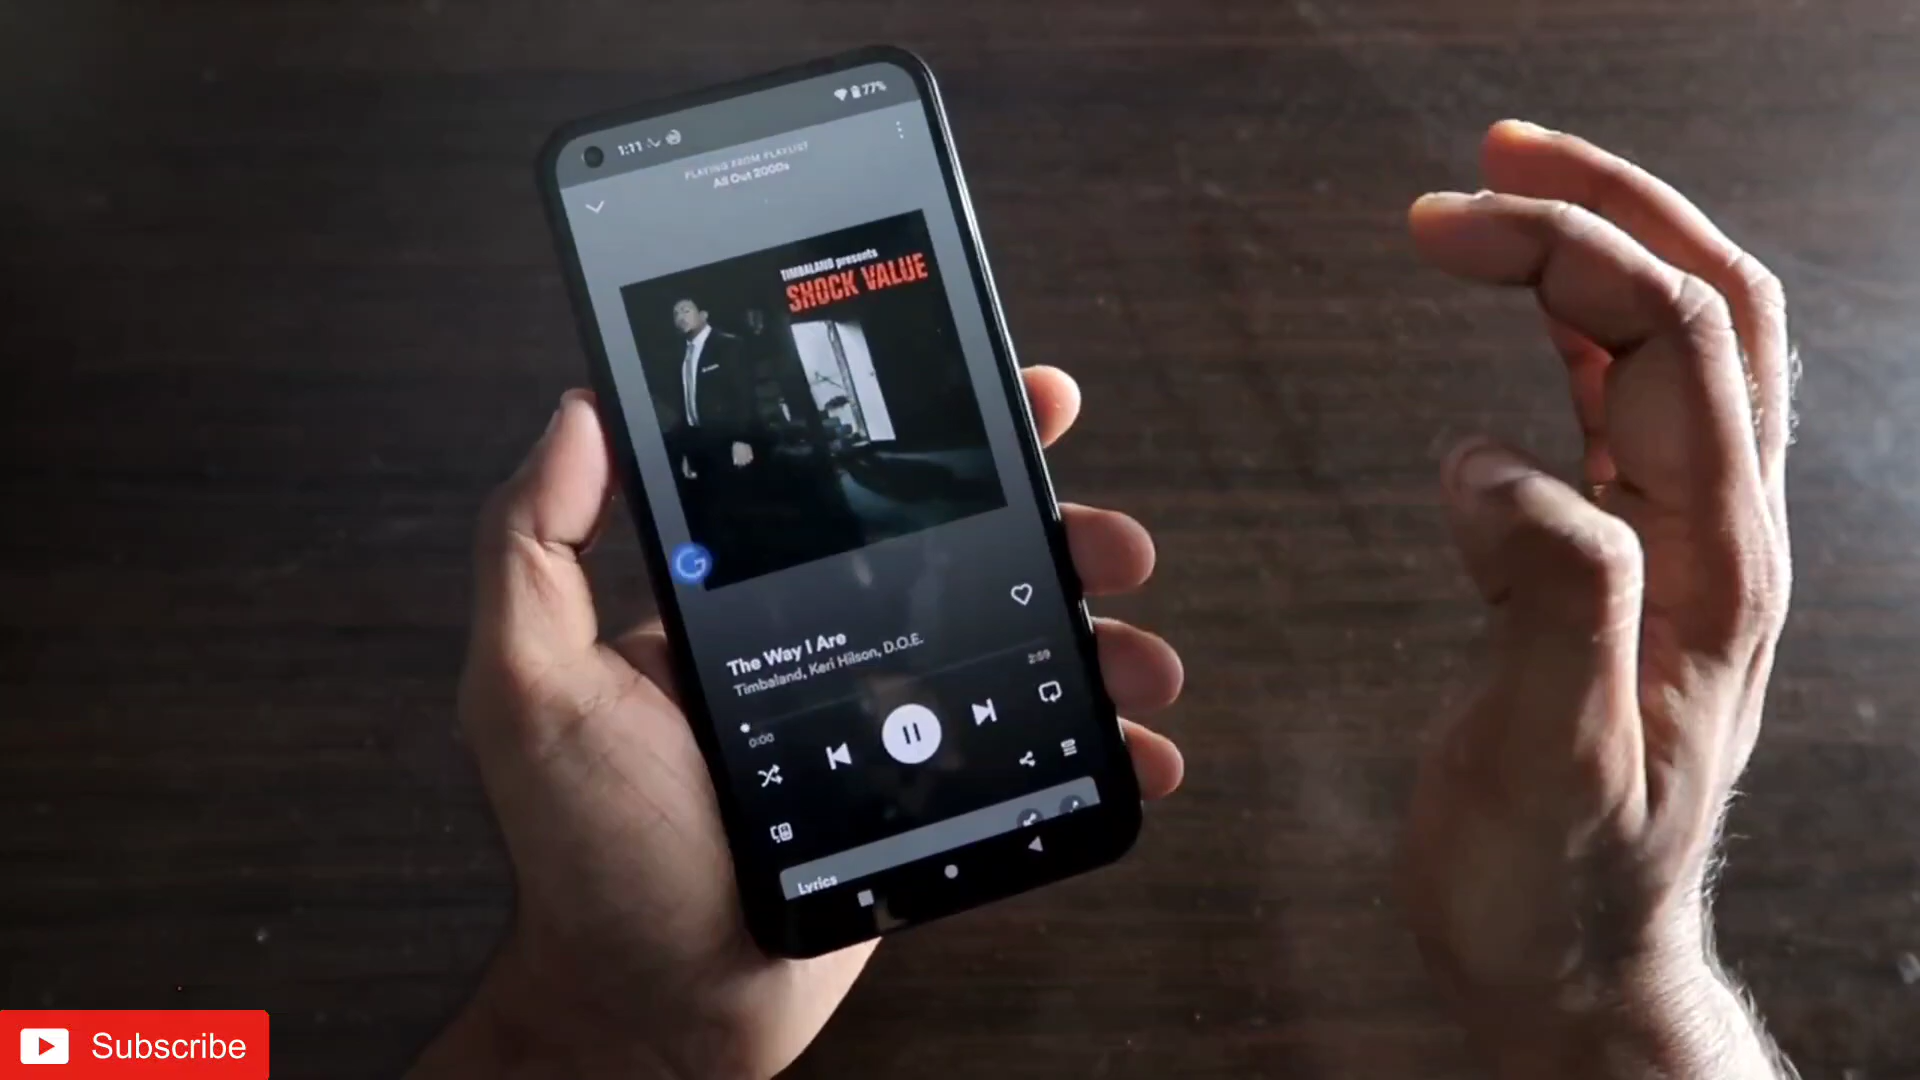 1:11
77%
PLAYING FROM PLAYLIST
All Out 2000s
TIMBALAND presents
SHOCK VALUE
G
The Way I Are
Timbaland, Keri Hilson, D.O.E.
0:00
2:59
Lyrics
Subscribe